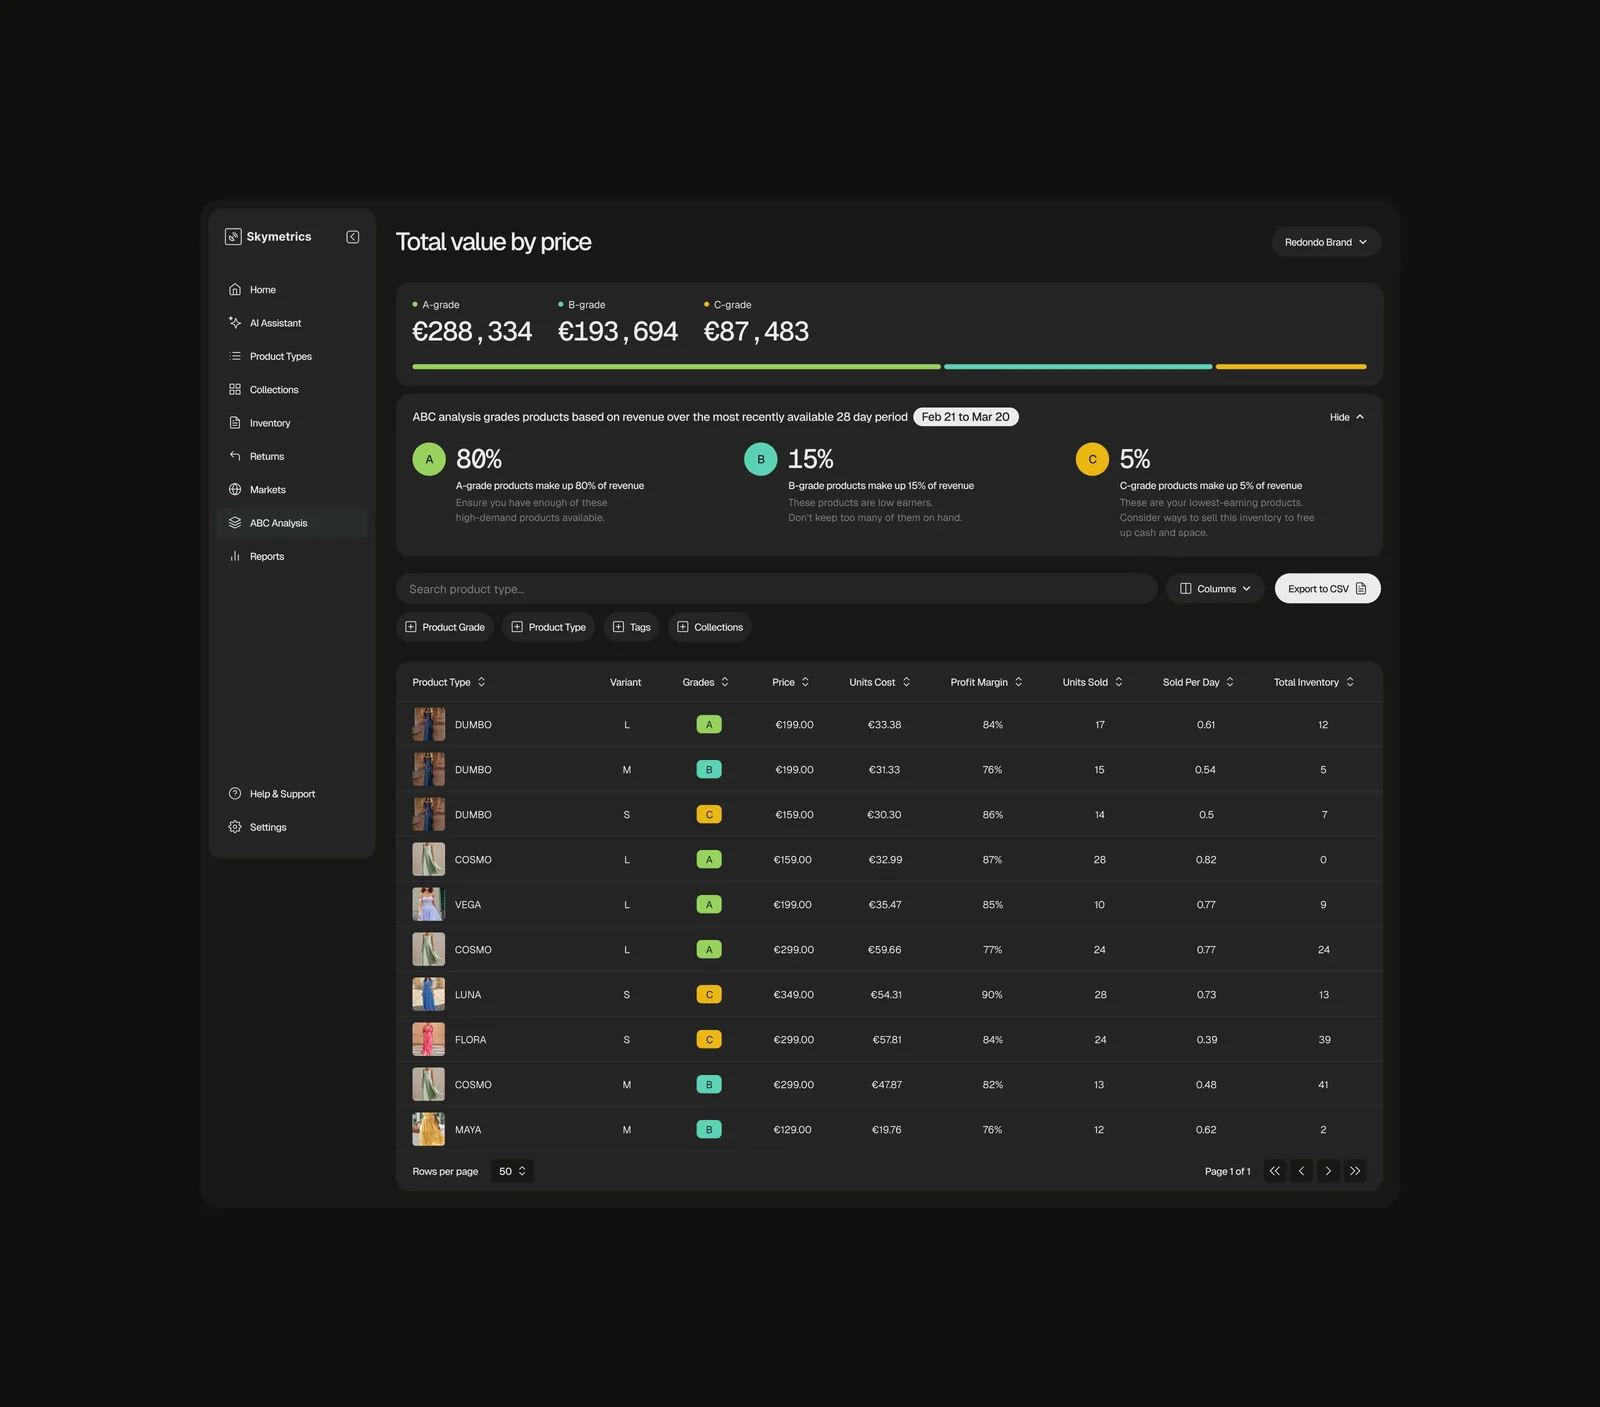 Skymetrics
Home
AI Assistant
Product Types
Collections
Inventory
Returns
Markets
ABC Analysis
Reports
Help & Support
Settings
Total value by price
Redondo Brand
A-grade B-grade C-grade
€288,334 €193,694 €87,483
ABC analysis grades products based on revenue over the most recently available 28 day period Feb 21 to Mar 20 Hide
A 80%
A-grade products make up 80% of revenue
Ensure you have enough of these
high-demand products available.
B 15%
B-grade products make up 15% of revenue
These products are low earners.
Don't keep too many of them on hand.
C 5%
C-grade products make up 5% of revenue
These are your lowest-earning products.
Consider ways to sell this inventory to free
up cash and space.
Search product type... Columns Export to CSV
Product Grade Product Type Tags Collections
Product Type Variant Grades Price Units Cost Profit Margin Units Sold Sold Per Day Total Inventory
DUMBO L A €199.00 €33.38 84% 17 0.61 12
DUMBO M B €199.00 €31.33 76% 15 0.54 5
DUMBO S C €159.00 €30.30 86% 14 0.5 7
COSMO L A €159.00 €32.99 87% 28 0.82 0
VEGA L A €199.00 €35.47 85% 10 0.77 9
COSMO L A €299.00 €59.66 77% 24 0.77 24
LUNA S C €349.00 €54.31 90% 28 0.73 13
FLORA S C €299.00 €57.81 84% 24 0.39 39
COSMO M B €299.00 €47.87 82% 13 0.48 41
MAYA M B €129.00 €19.76 76% 12 0.62 2
Rows per page 50 Page 1 of 1